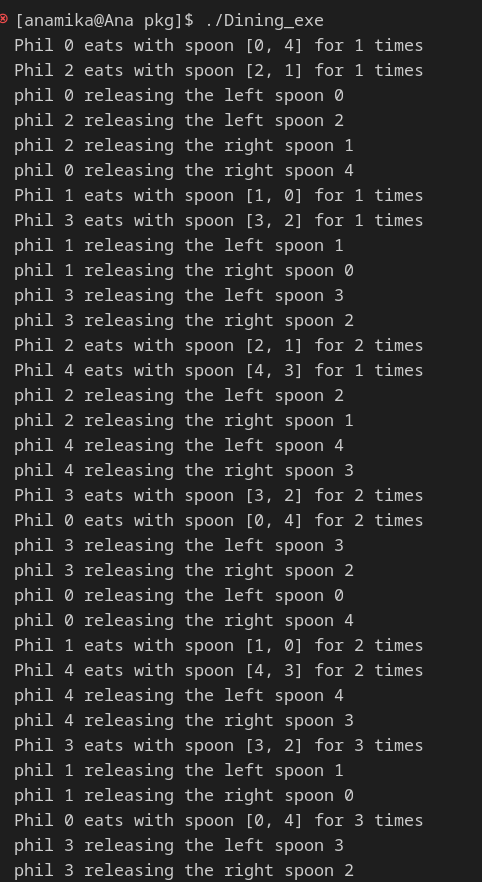 [anamika@Ana pkg]$ ./Dining_exe
Phil 0 eats with spoon [0, 4] for 1 times
Phil 2 eats with spoon [2, 1] for 1 times
phil 0 releasing the left spoon 0
phil 2 releasing the left spoon 2
phil 2 releasing the right spoon 1
phil 0 releasing the right spoon 4
Phil 1 eats with spoon [1, 0] for 1 times
Phil 3 eats with spoon [3, 2] for 1 times
phil 1 releasing the left spoon 1
phil 1 releasing the right spoon 0
phil 3 releasing the left spoon 3
phil 3 releasing the right spoon 2
Phil 2 eats with spoon [2, 1] for 2 times
Phil 4 eats with spoon [4, 3] for 1 times
phil 2 releasing the left spoon 2
phil 2 releasing the right spoon 1
phil 4 releasing the left spoon 4
phil 4 releasing the right spoon 3
Phil 3 eats with spoon [3, 2] for 2 times
Phil 0 eats with spoon [0, 4] for 2 times
phil 3 releasing the left spoon 3
phil 3 releasing the right spoon 2
phil 0 releasing the left spoon 0
phil 0 releasing the right spoon 4
Phil 1 eats with spoon [1, 0] for 2 times
Phil 4 eats with spoon [4, 3] for 2 times
phil 4 releasing the left spoon 4
phil 4 releasing the right spoon 3
Phil 3 eats with spoon [3, 2] for 3 times
phil 1 releasing the left spoon 1
phil 1 releasing the right spoon 0
Phil 0 eats with spoon [0, 4] for 3 times
phil 3 releasing the left spoon 3
phil 3 releasing the right spoon 2